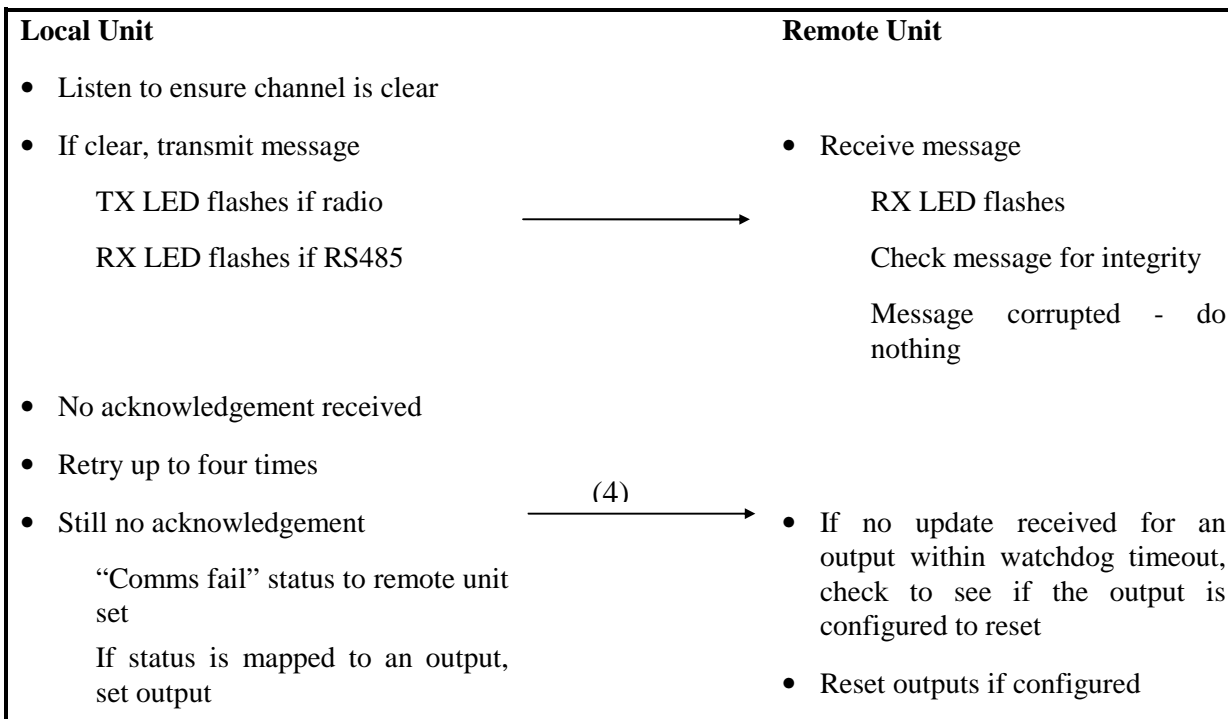 Local Unit
Remote Unit
• Listen to ensure channel is clear
• If clear, transmit message
TX LED flashes if radio
RX LED flashes if RS485
• Receive message
RX LED flashes
Check message for integrity
Message corrupted - do
nothing
• No acknowledgement received
• Retry up to four times
(4)
• Still no acknowledgement
“Comms fail” status to remote unit
set
If status is mapped to an output,
set output
• If no update received for an
output within watchdog timeout,
check to see if the output is
configured to reset
• Reset outputs if configured